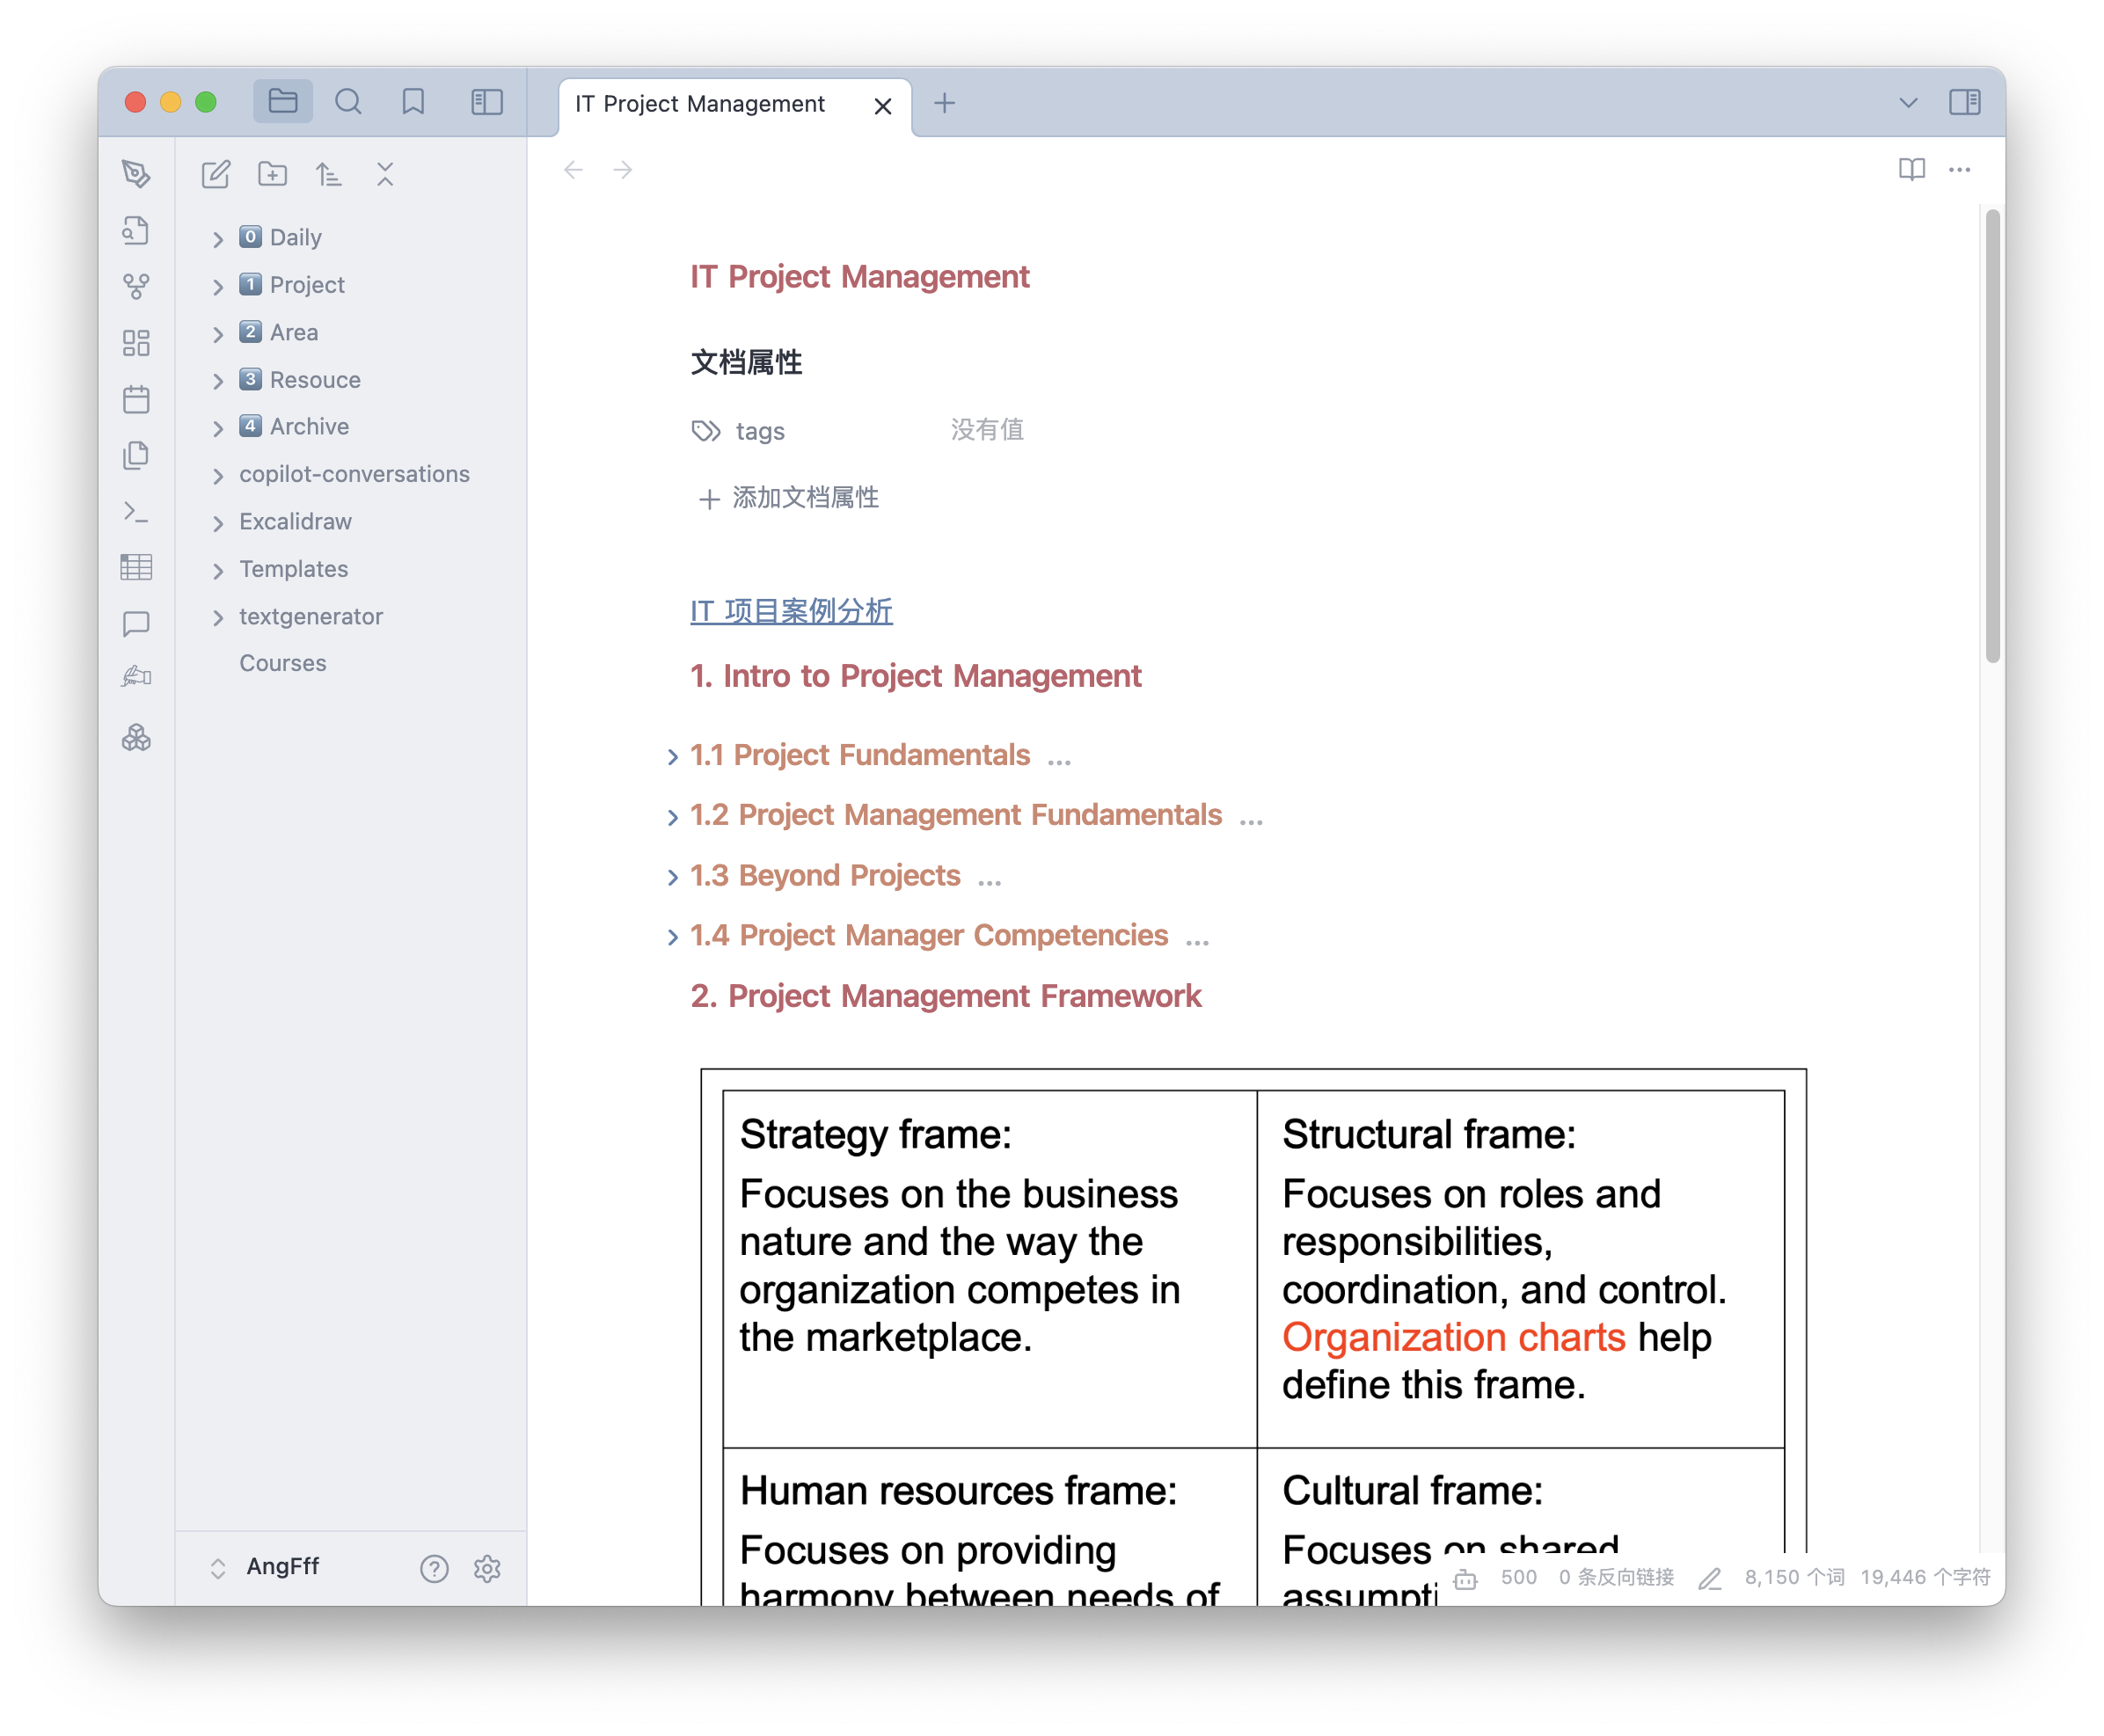 IT Project Management
0 Daily
1 Project
2 Area
3 Resouce
4 Archive
copilot-conversations
Excalidraw
Templates
textgenerator
Courses
AngFff
IT Project Management
文档属性
tags 没有值
添加文档属性
IT 项目案例分析
1. Intro to Project Management
1.1 Project Fundamentals ...
1.2 Project Management Fundamentals ...
1.3 Beyond Projects ...
1.4 Project Manager Competencies ...
2. Project Management Framework
Strategy frame:
Focuses on the business
nature and the way the
organization competes in
the marketplace.
Structural frame:
Focuses on roles and
responsibilities,
coordination, and control.
Organization charts help
define this frame.
Human resources frame:
Focuses on providing
harmony between needs of
Cultural frame:
Focuses on shared
assumpti
500 0 条反向链接 8,150 个词 19,446 个字符